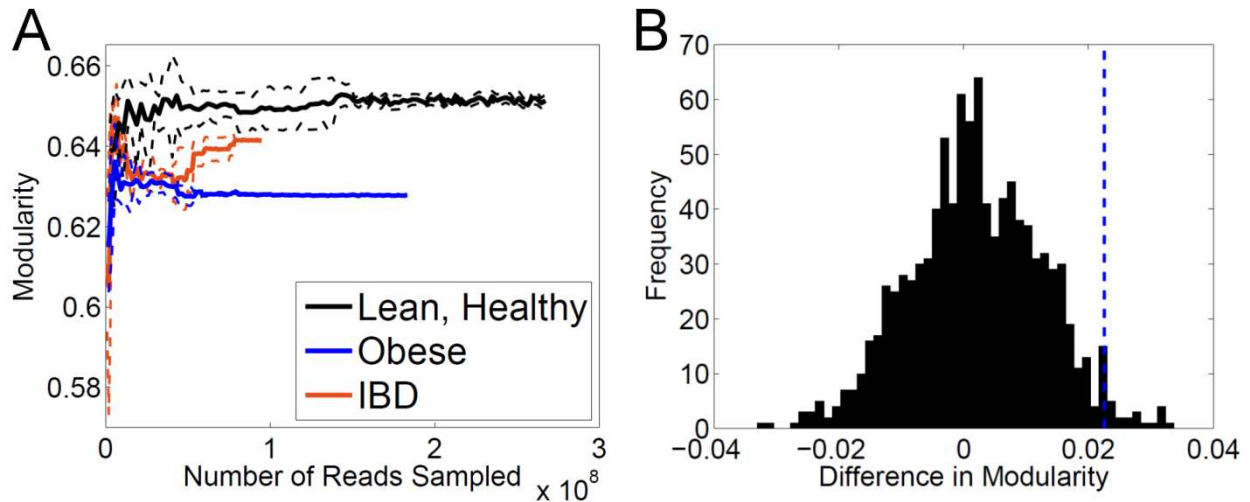 A
Modularity
0.66
0.64
0.62
0.6
0.58
0
1
2
3
Number of Reads Sampled
x 10^8
Lean, Healthy
Obese
IBD
B
Frequency
70
60
50
40
30
20
10
0
−0.04
−0.02
0
0.02
0.04
Difference in Modularity